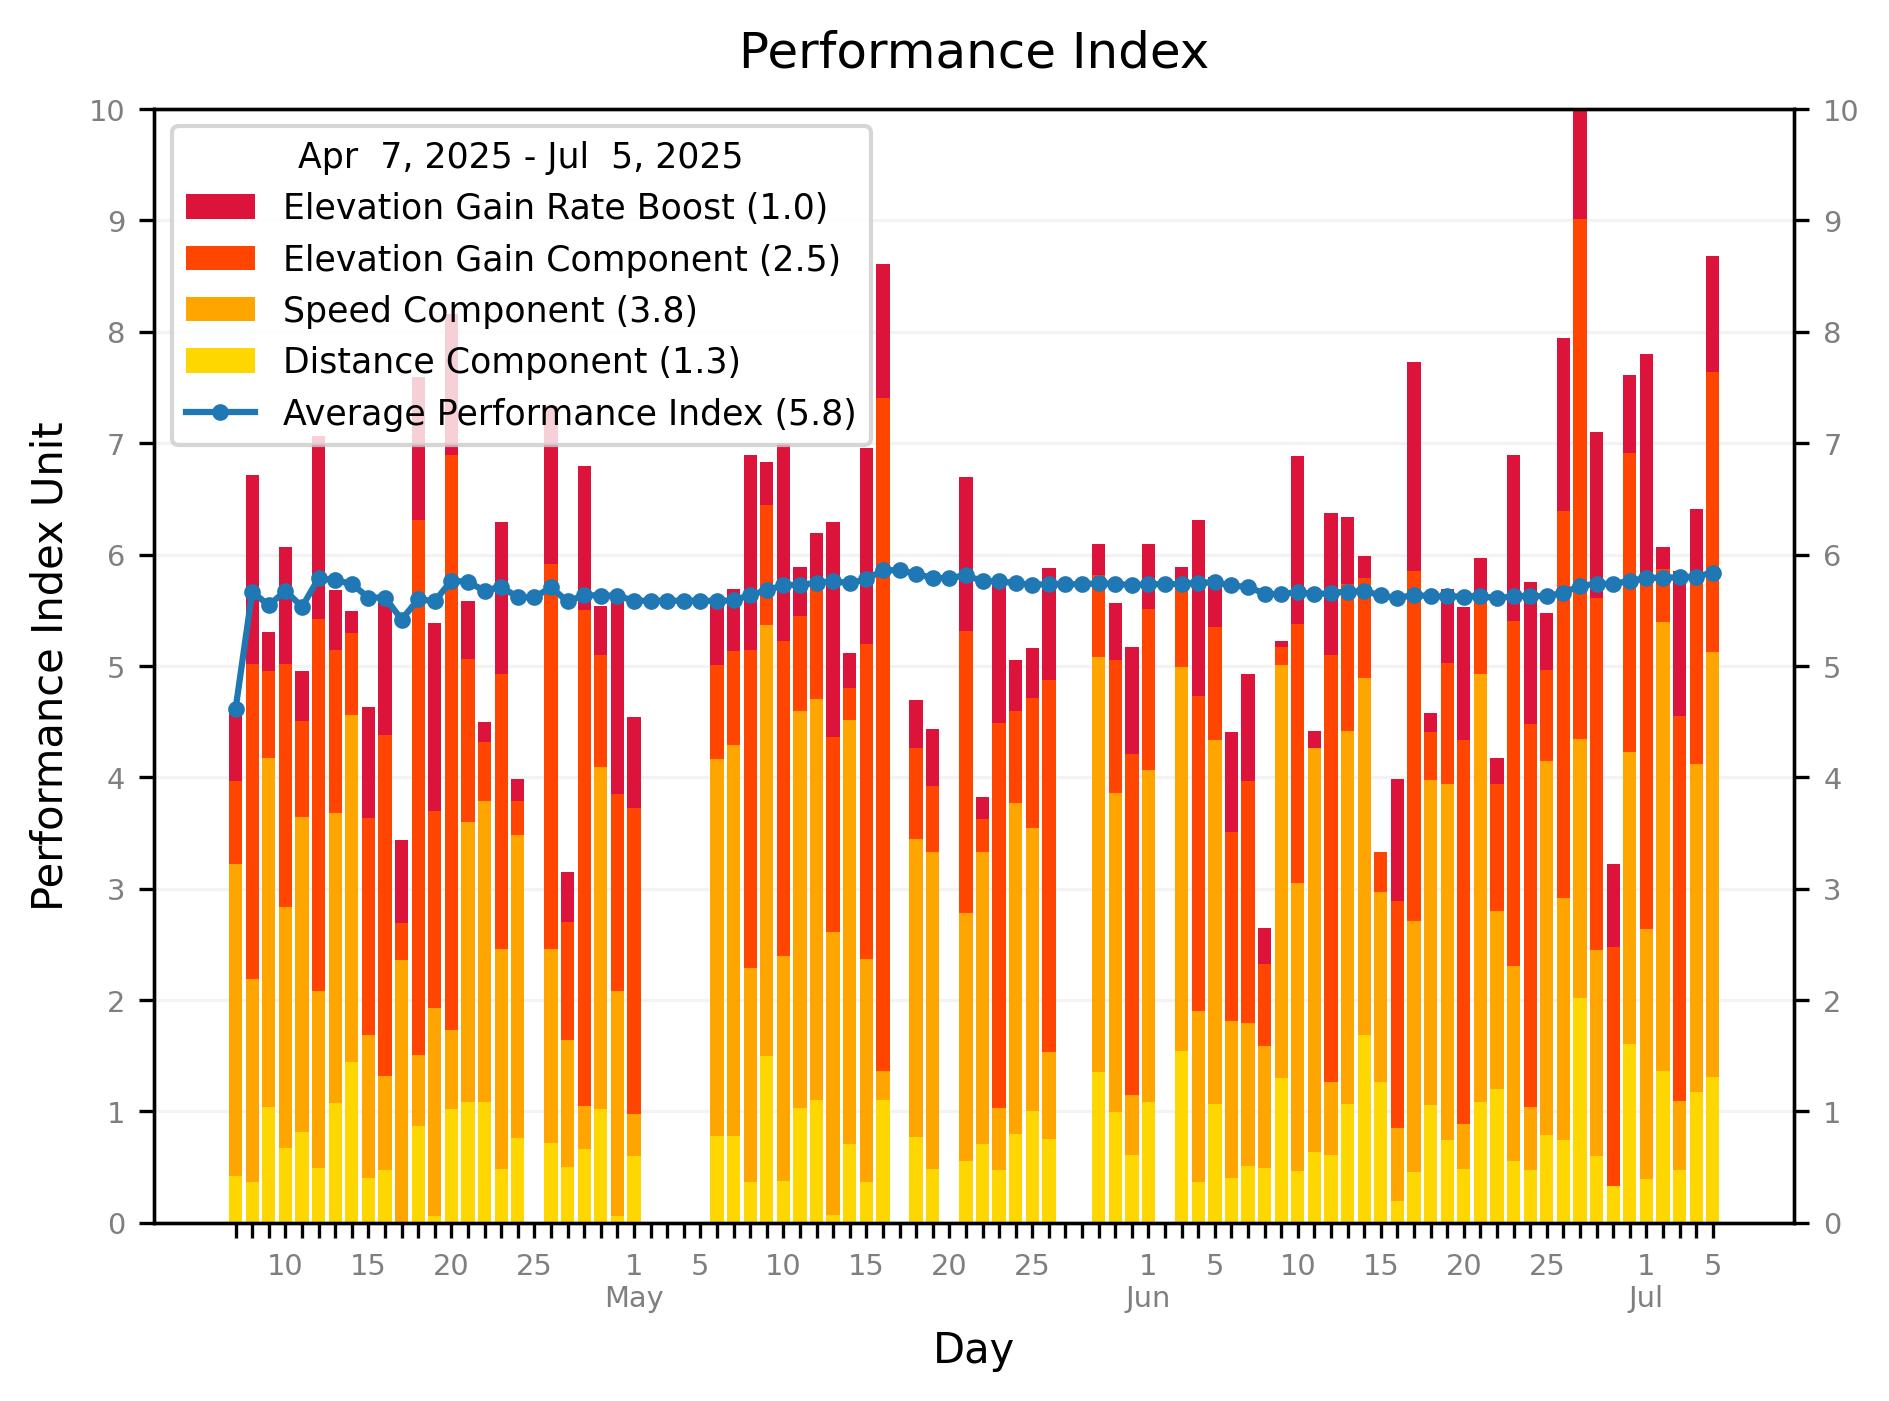 Performance Index
Apr  7, 2025 - Jul  5, 2025
Elevation Gain Rate Boost (1.0)
Elevation Gain Component (2.5)
Speed Component (3.8)
Distance Component (1.3)
Average Performance Index (5.8)
Performance Index Unit
10
9
8
7
6
5
4
3
2
1
0
10
9
8
7
6
5
4
3
2
1
0
10 15 20 25 1 5 10 15 20 25 1 5 10 15 20 25 1 5
May Jun Jul
Day